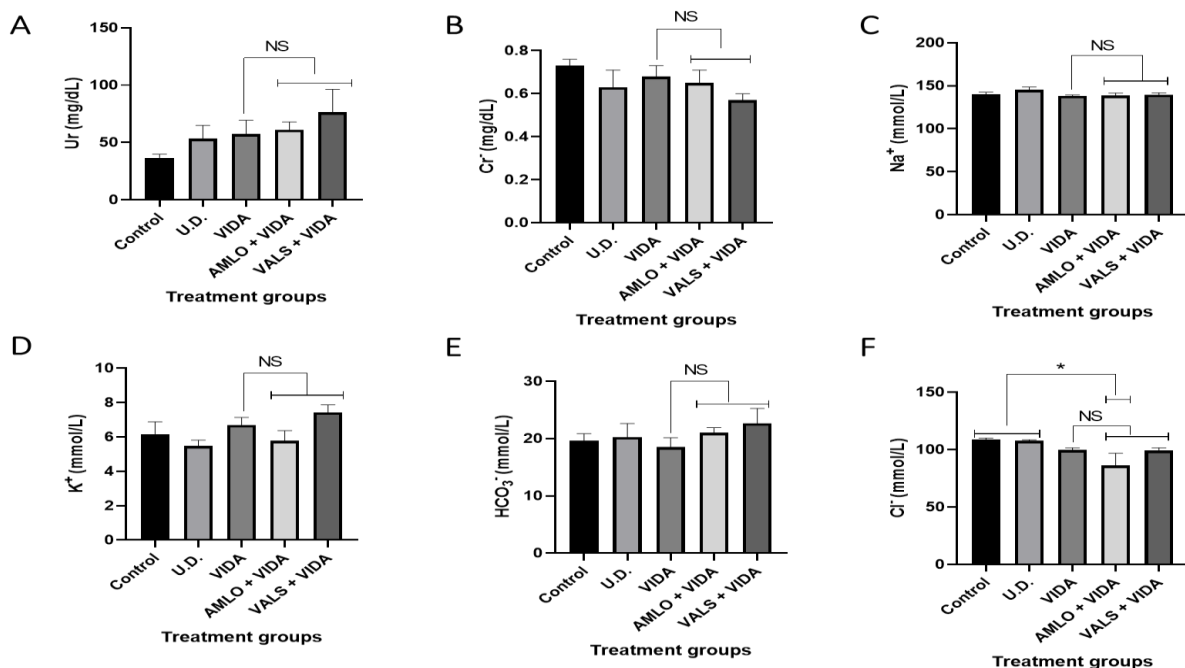 A
Ur (mg/dL)
150
100
50
0
NS
Control
U.D.
VIDA
AMLO + VIDA
VALS + VIDA
Treatment groups
B
Cr⁻ (mg/dL)
0.8
0.6
0.4
0.2
0.0
NS
Control
U.D.
VIDA
AMLO + VIDA
VALS + VIDA
Treatment groups
C
Na⁺ (mmol/L)
200
150
100
50
0
NS
Control
U.D.
VIDA
AMLO + VIDA
VALS + VIDA
Treatment groups
D
K⁺ (mmol/L)
10
8
6
4
2
0
NS
Control
U.D.
VIDA
AMLO + VIDA
VALS + VIDA
Treatment groups
E
HCO₃⁻ (mmol/L)
30
20
10
0
NS
Control
U.D.
VIDA
AMLO + VIDA
VALS + VIDA
Treatment groups
F
Cl⁻ (mmol/L)
150
100
50
0
*
NS
Control
U.D.
VIDA
AMLO + VIDA
VALS + VIDA
Treatment groups